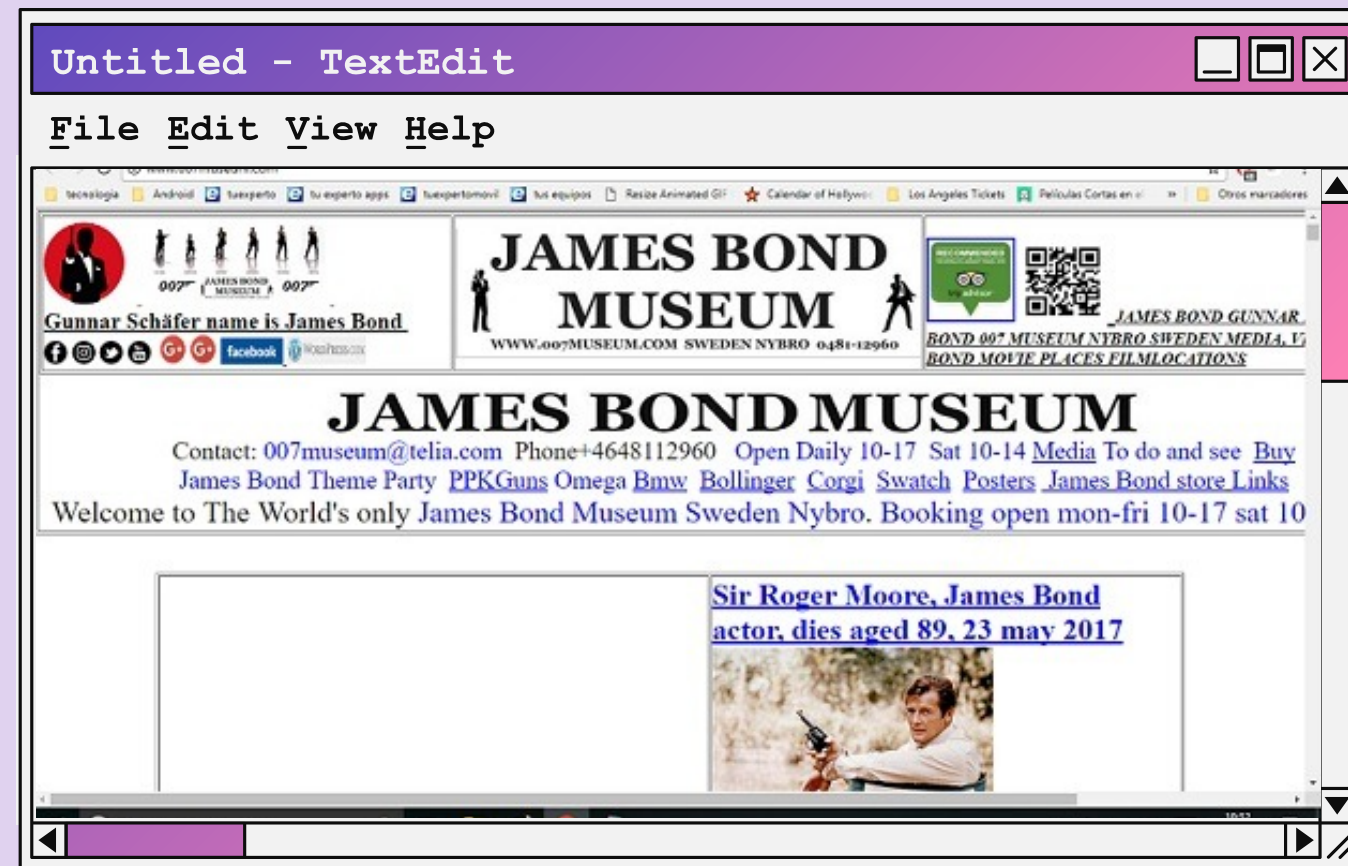 Untitled - TextEdit
File Edit View Help
tecnologia Android tuexperto tu experto apps tuexpertomovil tus equipos Resize Animated GIF Calendar of Hollywo Los Angeles Tickets Películas Cortas en el » Otros marcadores
007 JAMES BOND MUSEUM 007
Gunnar Schäfer name is James Bond
facebook
JAMES BOND
MUSEUM
WWW.007MUSEUM.COM SWEDEN NYBRO 0481-12960
RECOMMENDED
JAMES BOND GUNNAR
BOND 007 MUSEUM NYBRO SWEDEN MEDIA, V
BOND MOVIE PLACES FILMLOCATIONS
JAMES BOND MUSEUM
Contact: 007museum@telia.com Phone+4648112960 Open Daily 10-17 Sat 10-14 Media To do and see Buy
James Bond Theme Party PPKGuns Omega Bmw Bollinger Corgi Swatch Posters James Bond store Links
Welcome to The World's only James Bond Museum Sweden Nybro. Booking open mon-fri 10-17 sat 10
Sir Roger Moore, James Bond
actor, dies aged 89, 23 may 2017